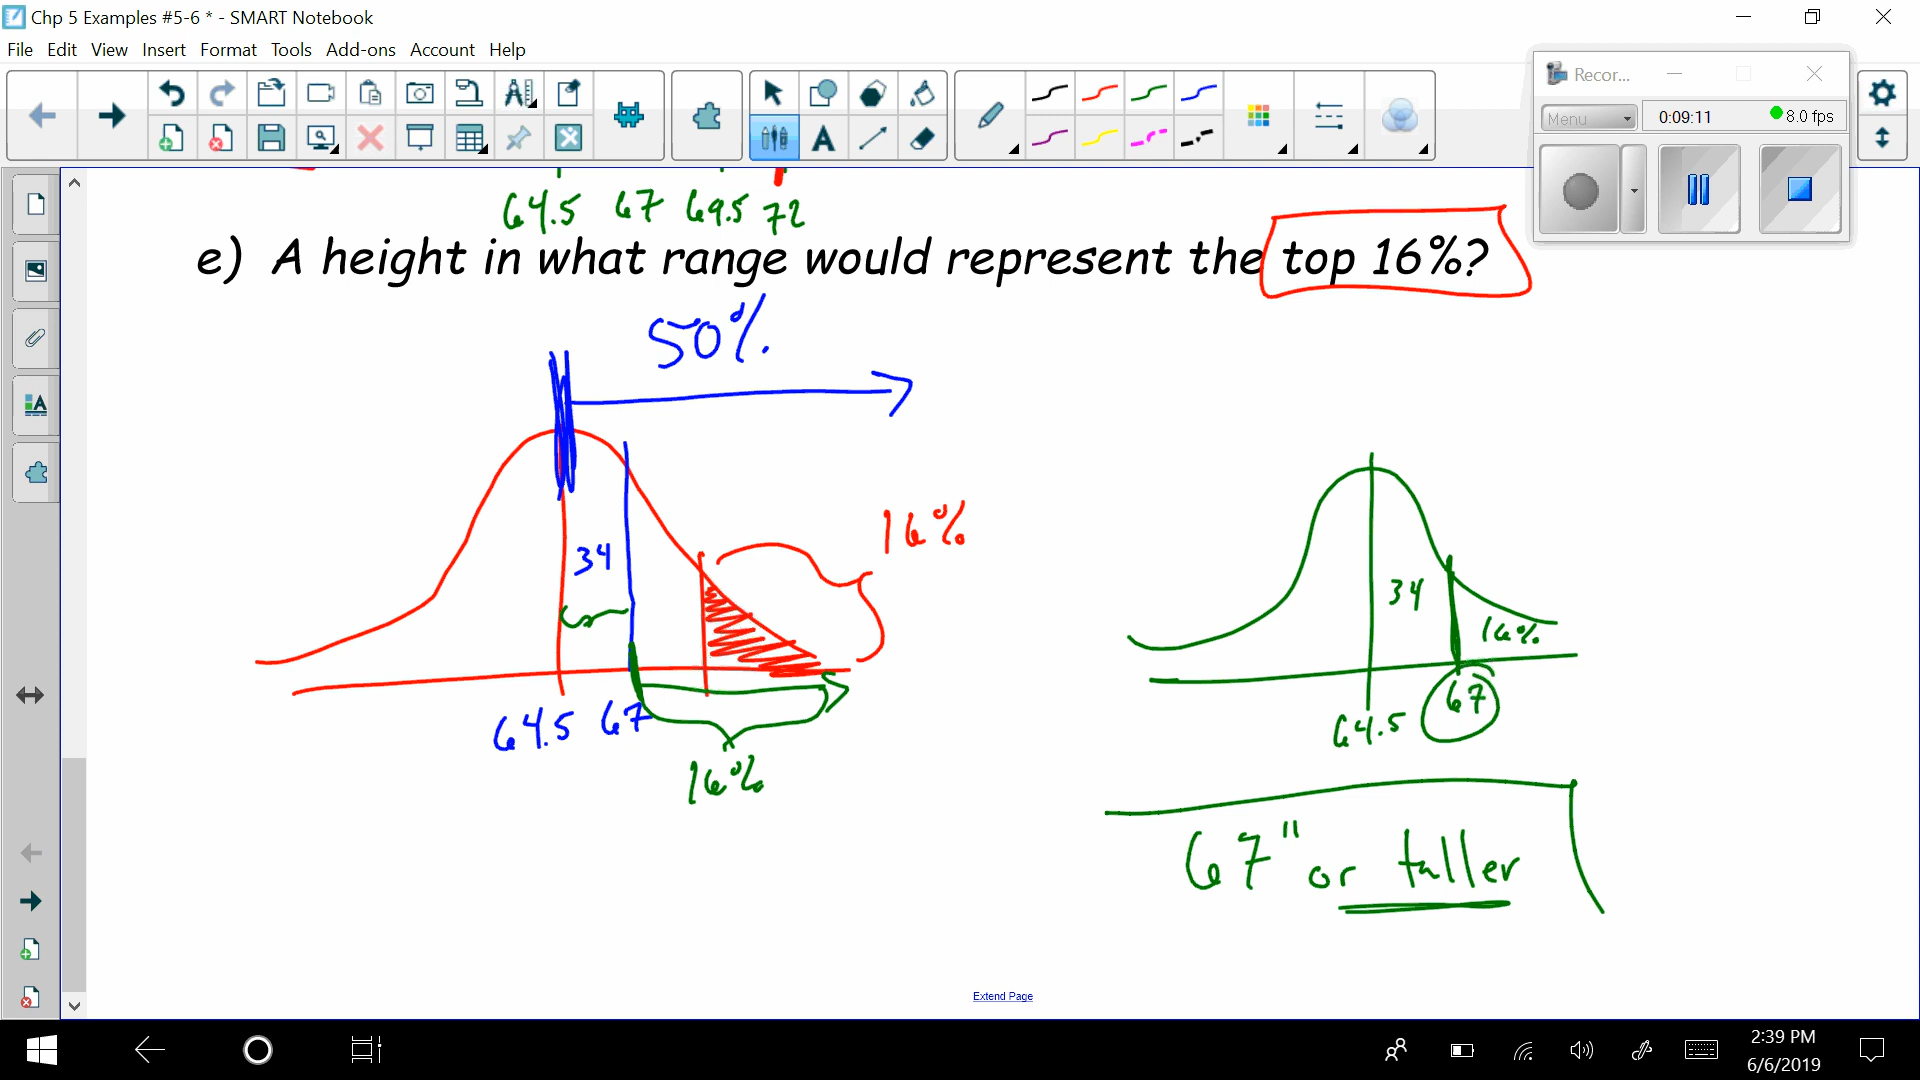 Chp 5 Examples #5-6 * - SMART Notebook
File Edit View Insert Format Tools Add-ons Account Help
Recor...
Menu 0:09:11 8.0 fps
64.5 67 69.5 72
e) A height in what range would represent the top 16%?
50%
16%
34
34
16%
64.5 67
64.5 67
16%
67" or taller
Extend Page
2:39 PM
6/6/2019